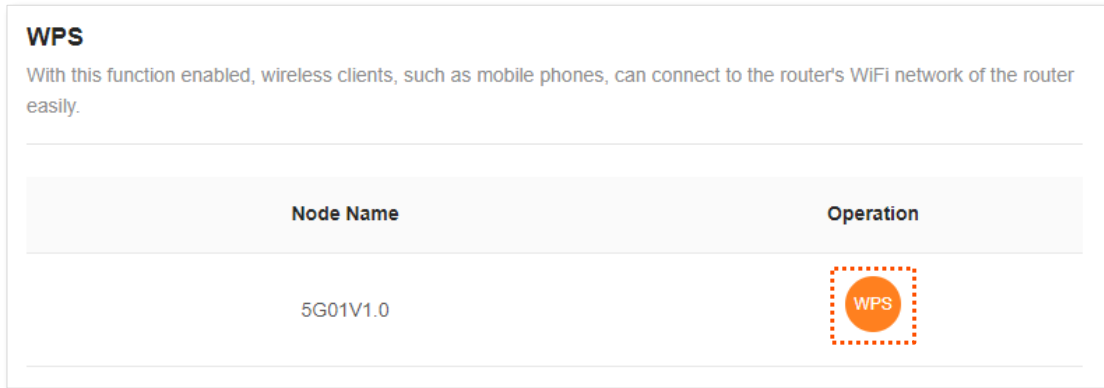 WPS
With this function enabled, wireless clients, such as mobile phones, can connect to the router's WiFi network of the router
easily.
Node Name Operation
5G01V1.0 WPS